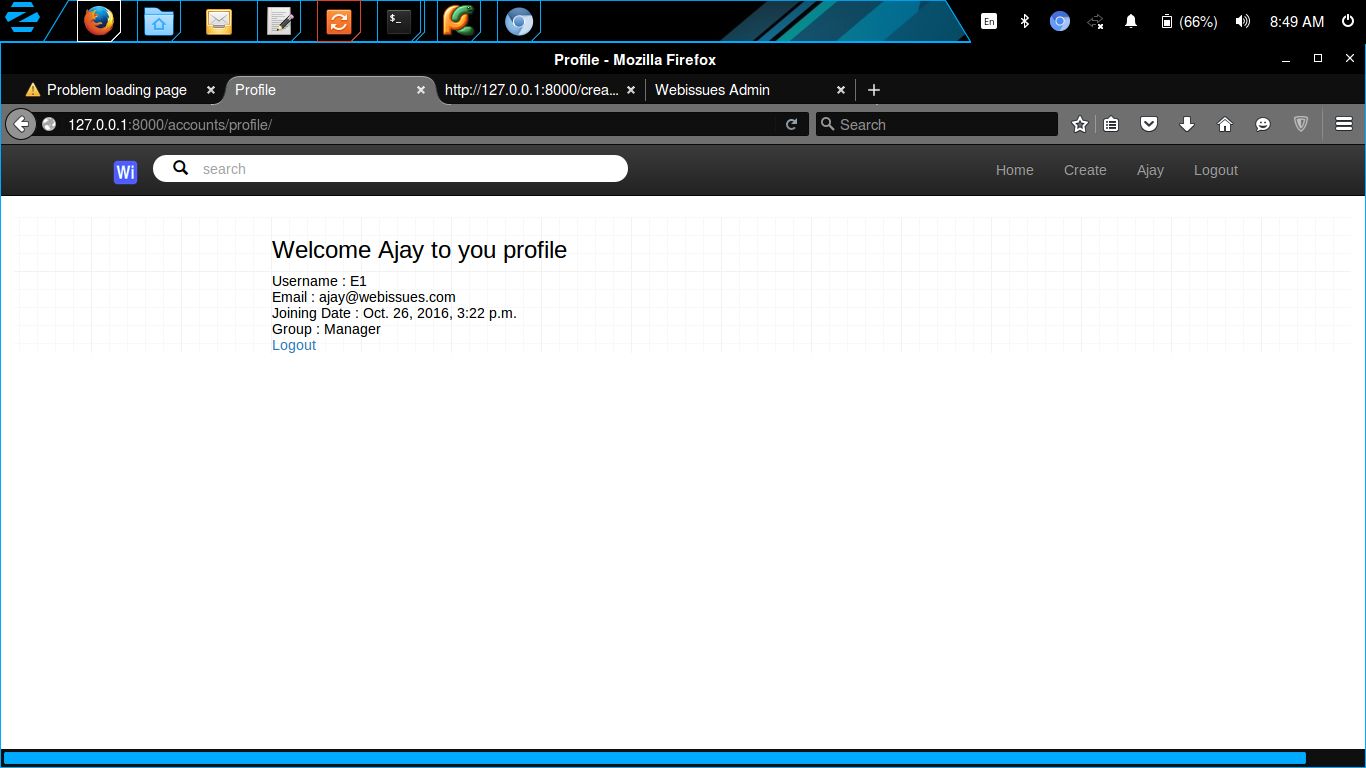 En (66%) 8:49 AM
Profile - Mozilla Firefox
Problem loading page Profile http://127.0.0.1:8000/crea... Webissues Admin
127.0.0.1:8000/accounts/profile/ Search
Wi search Home Create Ajay Logout
Welcome Ajay to you profile
Username : E1
Email : ajay@webissues.com
Joining Date : Oct. 26, 2016, 3:22 p.m.
Group : Manager
Logout